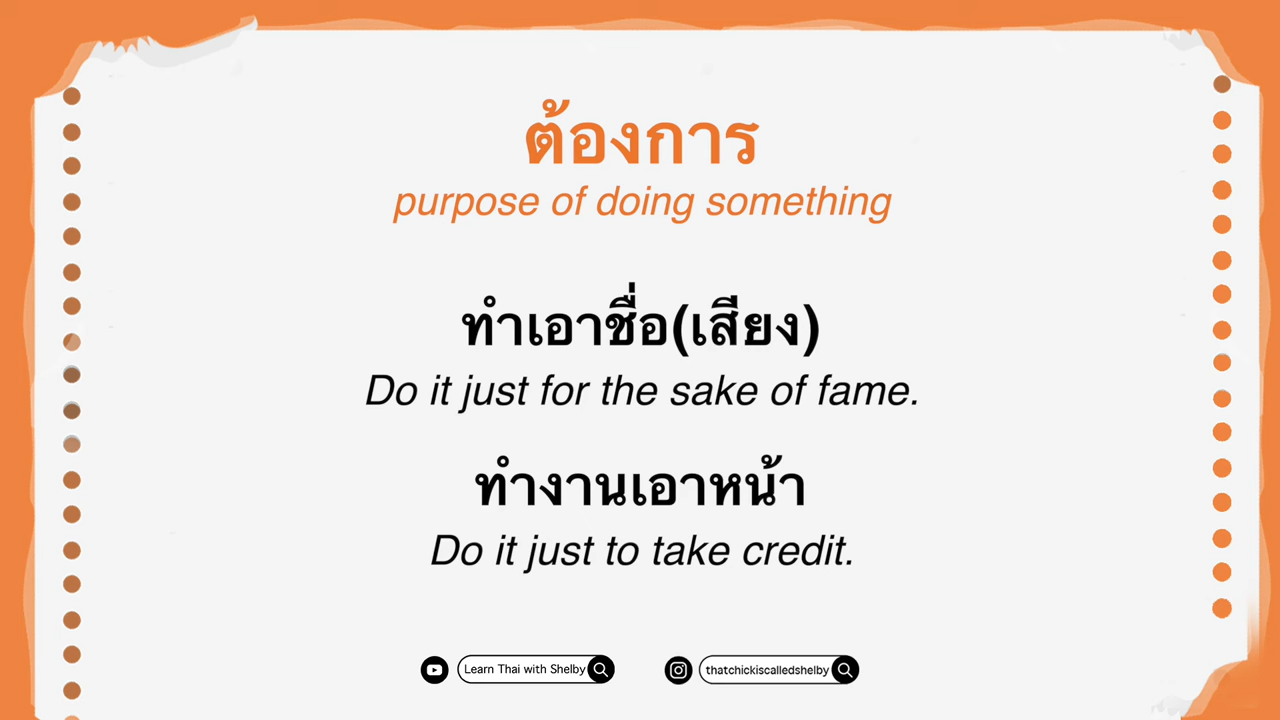 ต้องการ
purpose of doing something
ทำเอาชื่อ(เสียง)
Do it just for the sake of fame.
ทำงานเอาหน้า
Do it just to take credit.
Learn Thai with Shelby
thatchickiscalledshelby